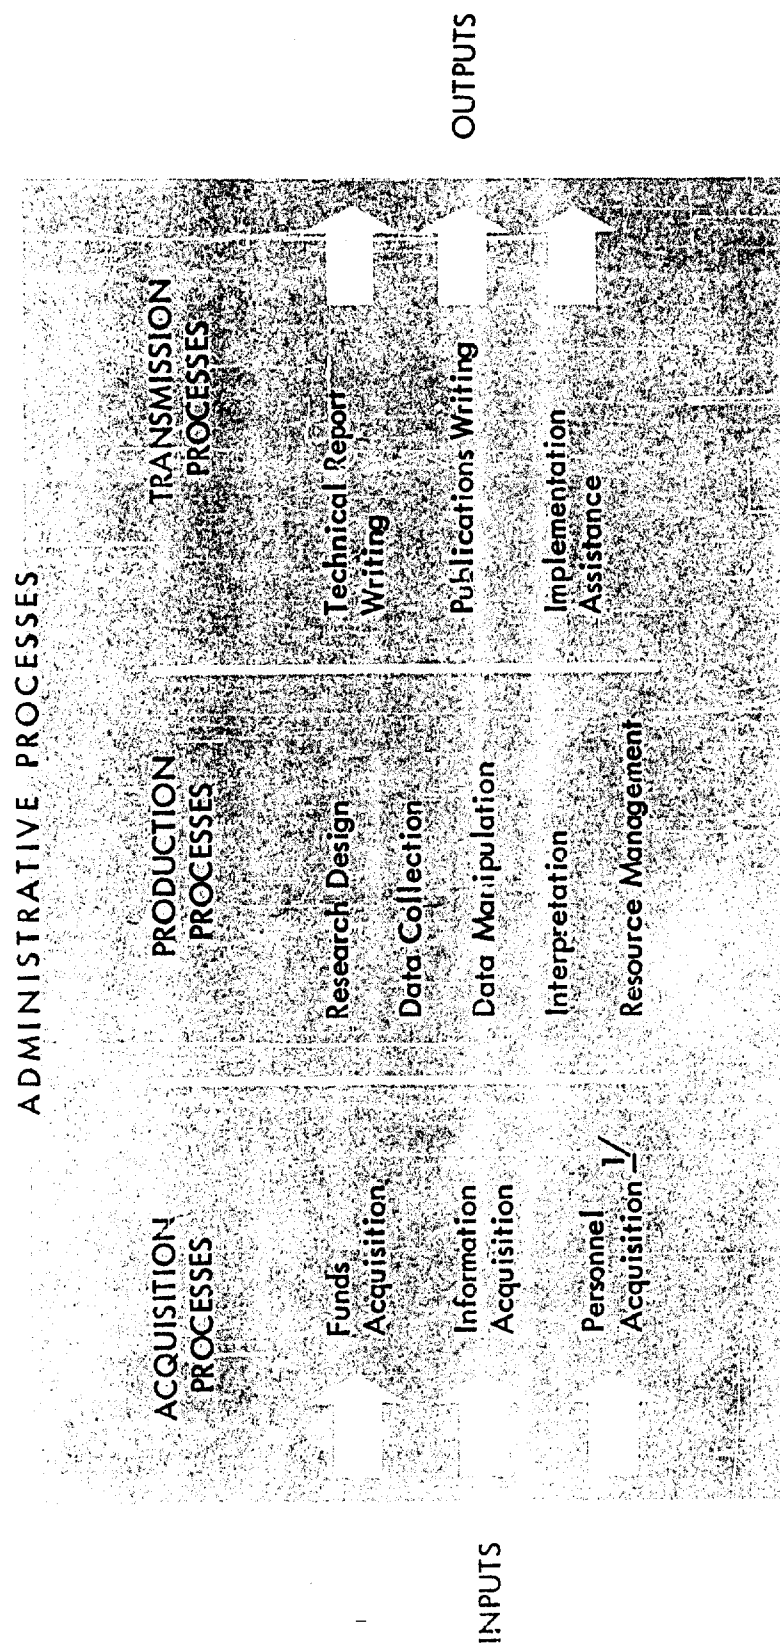 ADMINISTRATIVE PROCESSES
INPUTS
ACQUISITION
PROCESSES
Funds
Acquisition
Information
Acquisition
Personnel
Acquisition 1/
PRODUCTION
PROCESSES
Research Design
Data Collection
Data Manipulation
Interpretation
Resource Management
TRANSMISSION
PROCESSES
Technical Report
Writing
Publications Writing
Implementation
Assistance
OUTPUTS